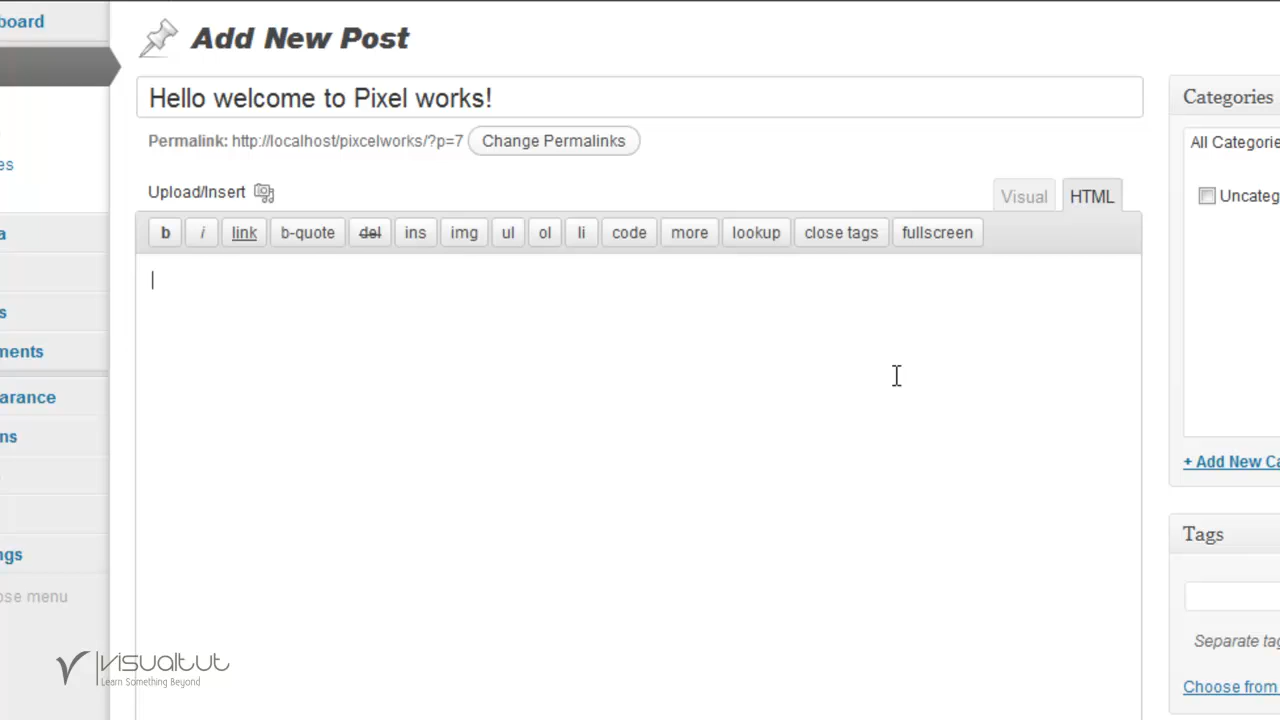 board
Add New Post
Hello welcome to Pixel works!
Permalink: http://localhost/pixcelworks/?p=7 Change Permalinks
Upload/Insert
Visual HTML
b i link b-quote del ins img ul ol li code more lookup close tags fullscreen
Categories
All Categorie
Uncateg
+ Add New Ca
Tags
Separate tag
Choose from
es
a
s
ments
arance
ns
ngs
ose menu
visualtut
Learn Something Beyond